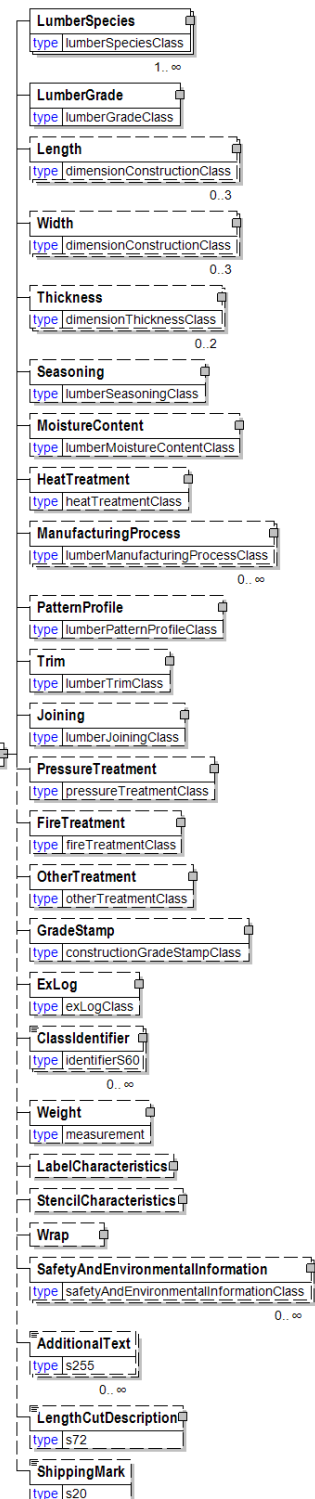 LumberSpecies
type lumberSpeciesClass
1.. ∞
LumberGrade
type lumberGradeClass
Length
type dimensionConstructionClass
0..3
Width
type dimensionConstructionClass
0..3
Thickness
type dimensionThicknessClass
0..2
Seasoning
type lumberSeasoningClass
MoistureContent
type lumberMoistureContentClass
HeatTreatment
type heatTreatmentClass
ManufacturingProcess
type lumberManufacturingProcessClass
0.. ∞
PatternProfile
type lumberPatternProfileClass
Trim
type lumberTrimClass
Joining
type lumberJoiningClass
PressureTreatment
type pressureTreatmentClass
FireTreatment
type fireTreatmentClass
OtherTreatment
type otherTreatmentClass
GradeStamp
type constructionGradeStampClass
ExLog
type exLogClass
ClassIdentifier
type identifierS60
0.. ∞
Weight
type measurement
LabelCharacteristics
StencilCharacteristics
Wrap
SafetyAndEnvironmentalInformation
type safetyAndEnvironmentalInformationClass
0.. ∞
AdditionalText
type s255
0.. ∞
LengthCutDescription
type s72
ShippingMark
type s20